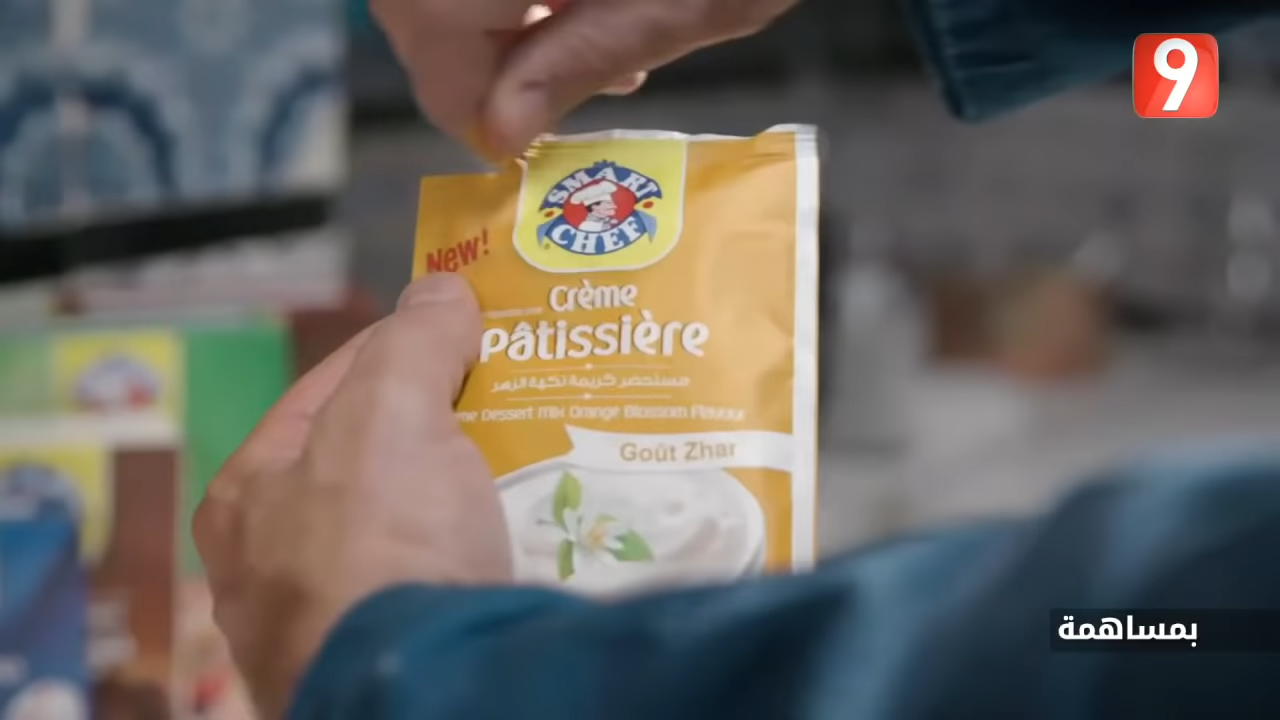 9
SMART
CHEF
New!
Crème
Pâtissière
مستحضر كريمة نكهة الزهر
Dessert mix Orange Blossom Flavour
Goût Zhar
بمساهمة